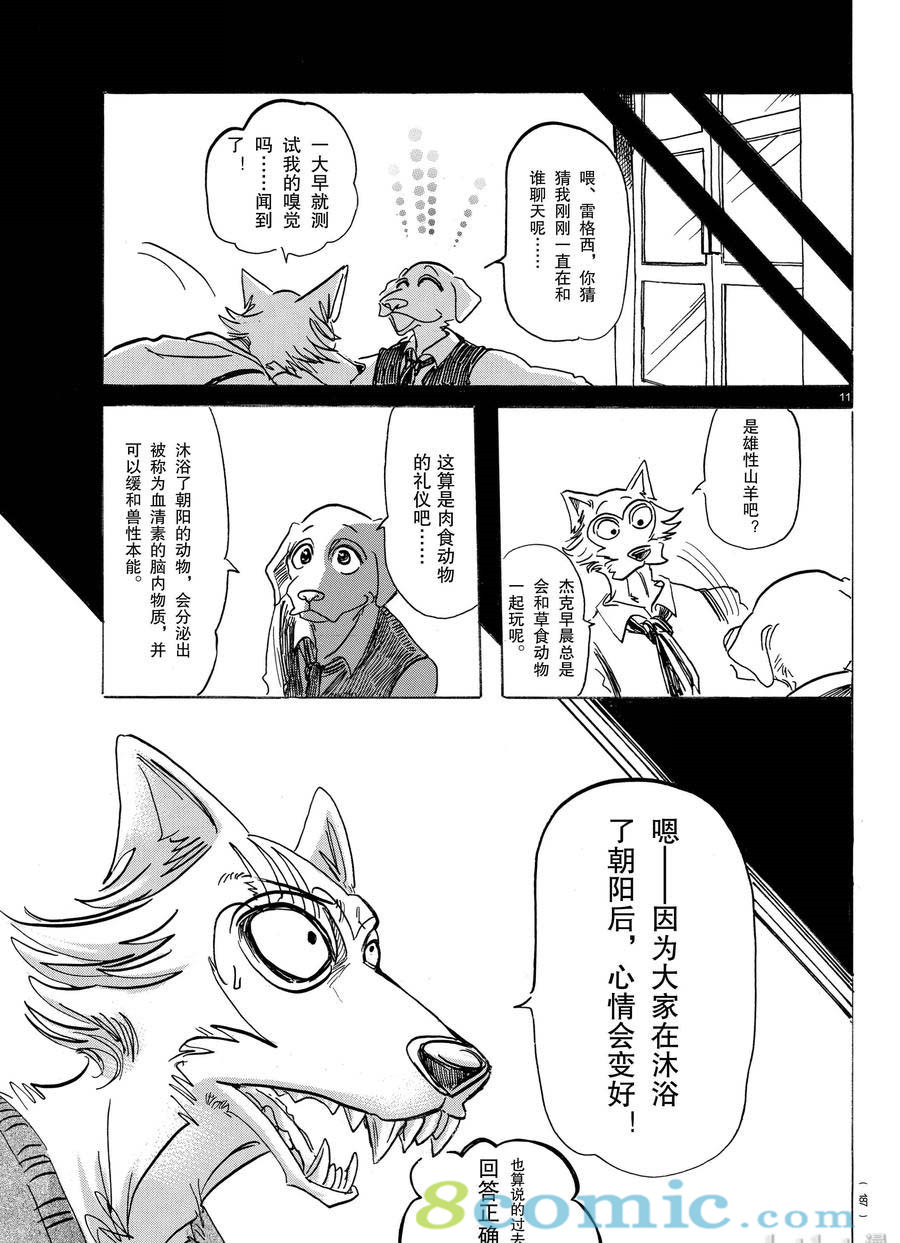 喂、雷格西，你猜
猜我刚刚一直在和
谁聊天呢……
一大早就测
试我的嗅觉
吗……闻到
了！
11
是雄性山羊吧？
杰克早晨总是
会和草食动物
一起玩呢。
这算是肉食动物
的礼仪吧……
沐浴了朝阳的动物，会分泌出
被称为血清素的脑内物质，并
可以缓和兽性本能。
嗯——因为大家在沐浴
了朝阳后，心情会变好！
也算说的过去
回答正确
8comic.com